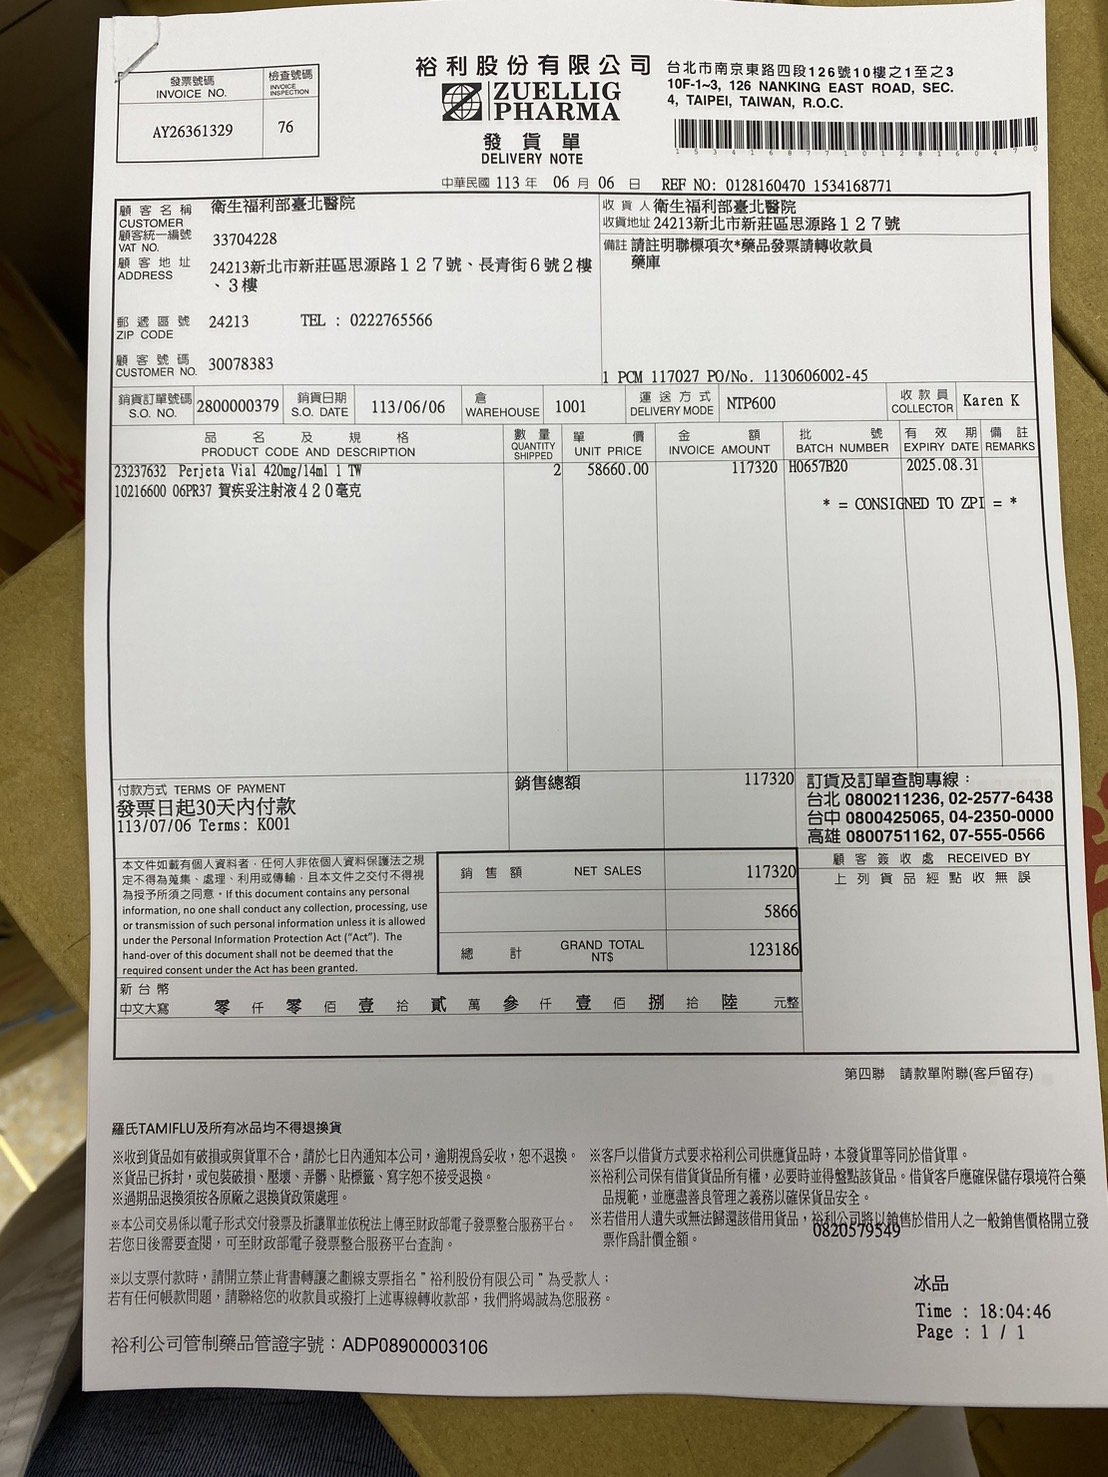 發票號碼
INVOICE NO.
檢查號碼
INVOICE
INSPECTION
AY26361329
76
裕利股份有限公司
ZUELLIG
PHARMA
發貨單
DELIVERY NOTE
台北市南京東路四段126號10樓之1至之3
10F-1~3, 126 NANKING EAST ROAD, SEC.
4, TAIPEI, TAIWAN, R.O.C.
中華民國 113 年 06 月 06 日 REF NO: 0128160470 1534168771
顧客名稱 衛生福利部臺北醫院
CUSTOMER
顧客統一編號 33704228
VAT NO.
顧客地址 24213新北市新莊區思源路127號、長青街6號2樓
ADDRESS 、3樓
郵遞區號 24213 TEL : 0222765566
ZIP CODE
顧客號碼 30078383
CUSTOMER NO.
收貨人 衛生福利部臺北醫院
收貨地址 24213新北市新莊區思源路127號
備註 請註明聯標項次*藥品發票請轉收款員
藥庫
1 PCM 117027 PO/No. 1130606002-45
銷貨訂單號碼 S.O. NO. 2800000379
銷貨日期 S.O. DATE 113/06/06
倉 WAREHOUSE 1001
運送方式 DELIVERY MODE NTP600
收款員 COLLECTOR Karen K
品名及規格 數量 單價 金額 批號 有效期 備註
PRODUCT CODE AND DESCRIPTION QUANTITY SHIPPED UNIT PRICE INVOICE AMOUNT BATCH NUMBER EXPIRY DATE REMARKS
23237632 Perjeta Vial 420mg/14ml 1 TW 2 58660.00 117320 H0657B20 2025.08.31
10216600 06PR37 賀疾妥注射液420毫克
* = CONSIGNED TO ZPI = *
付款方式 TERMS OF PAYMENT
發票日起30天內付款
113/07/06 Terms: K001
銷售總額 117320
訂貨及訂單查詢專線：
台北 0800211236, 02-2577-6438
台中 0800425065, 04-2350-0000
高雄 0800751162, 07-555-0566
本文件如載有個人資料者，任何人非依個人資料保護法之規
定不得為蒐集、處理、利用或傳輸，且本文件之交付不得視
為授予所須之同意。If this document contains any personal
information, no one shall conduct any collection, processing, use
or transmission of such personal information unless it is allowed
under the Personal Information Protection Act (“Act”). The
hand-over of this document shall not be deemed that the
required consent under the Act has been granted.
銷售額 NET SALES 117320
5866
總計 GRAND TOTAL NT$ 123186
顧客簽收處 RECEIVED BY
上列貨品經點收無誤
新台幣
中文大寫 零仟零佰壹拾貳萬參仟壹佰捌拾陸元整
第四聯 請款單附聯(客戶留存)
羅氏TAMIFLU及所有冰品均不得退換貨
※收到貨品如有破損或與貨單不合，請於七日內通知本公司，逾期視為妥收，恕不退換。
※貨品已拆封，或包裝破損、壓壞、弄髒、貼標籤、寫字恕不接受退換。
※過期品退換須按各原廠之退換貨政策處理。
※本公司交易係以電子形式交付發票及折讓單並依稅法上傳至財政部電子發票整合服務平台。
若您日後需要查閱，可至財政部電子發票整合服務平台查詢。
※以支票付款時，請開立禁止背書轉讓之劃線支票指名"裕利股份有限公司"為受款人；
若有任何帳款問題，請聯絡您的收款員或撥打上述專線轉收款部，我們將竭誠為您服務。
裕利公司管制藥品管證字號：ADP08900003106
※客戶以借貨方式要求裕利公司供應貨品時，本發貨單等同於借貨單。
※裕利公司保有借貨貨品所有權，必要時並得盤點該貨品。借貨客戶應確保儲存環境符合藥
品規範，並應盡善良管理之義務以確保貨品安全。
※若借用人遺失或無法歸還該借用貨品，裕利公司將以銷售於借用人之一般銷售價格開立發
票作為計價金額。
0820579549
冰品
Time : 18:04:46
Page : 1 / 1